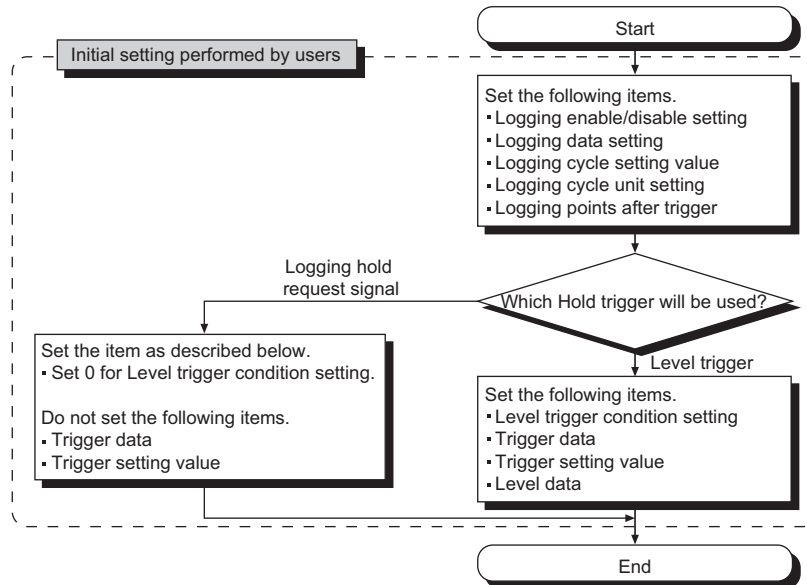 Start
Initial setting performed by users
Set the following items.
▪ Logging enable/disable setting
▪ Logging data setting
▪ Logging cycle setting value
▪ Logging cycle unit setting
▪ Logging points after trigger
Which Hold trigger will be used?
Logging hold
request signal
Level trigger
Set the item as described below.
▪ Set 0 for Level trigger condition setting.
Do not set the following items.
▪ Trigger data
▪ Trigger setting value
Set the following items.
▪ Level trigger condition setting
▪ Trigger data
▪ Trigger setting value
▪ Level data
End